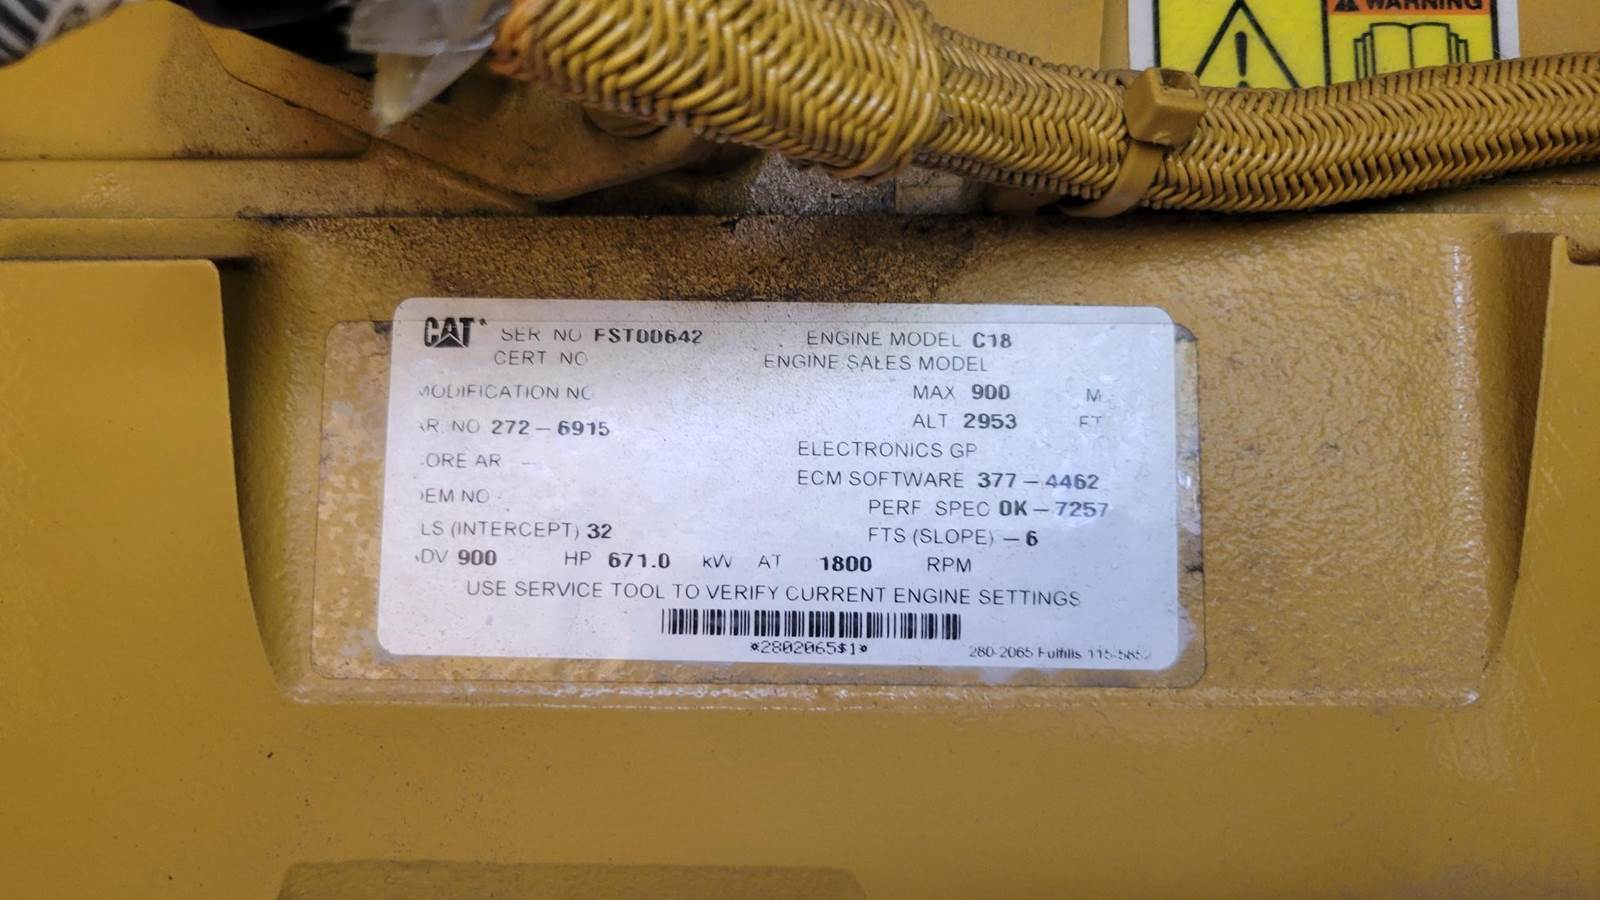 WARNING
CAT SER NO FST00642 ENGINE MODEL C18
CERT NO ENGINE SALES MODEL
MODIFICATION NO MAX 900 M
AR NO 272-6915 ALT 2953 FT
ELECTRONICS GP
CORE AR -
ECM SOFTWARE 377-4462
OEM NO -
PERF SPEC 0K-7257
LS (INTERCEPT) 32 FTS (SLOPE) -6
ADV 900 HP 671.0 kW AT 1800 RPM
USE SERVICE TOOL TO VERIFY CURRENT ENGINE SETTINGS
*2802065$1*
280-2065 Fulfills